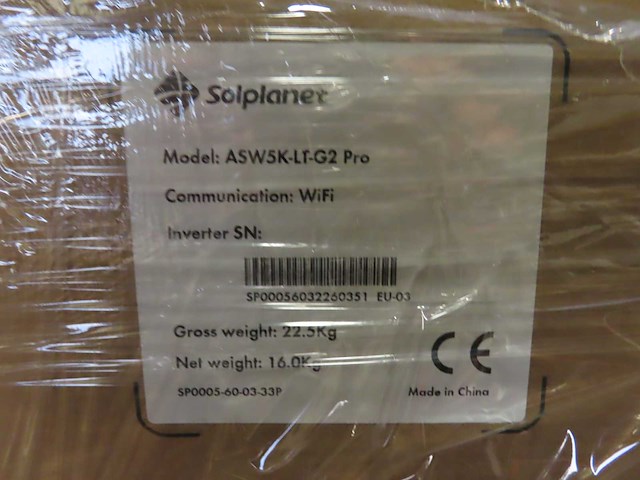 Solplanet
Model: ASW5K-LT-G2 Pro
Communication: WiFi
Inverter SN:
SP00056032260351 EU-03
Gross weight: 22.5Kg
Net weight: 16.0Kg
SP0005-60-03-33P
CE
Made in China